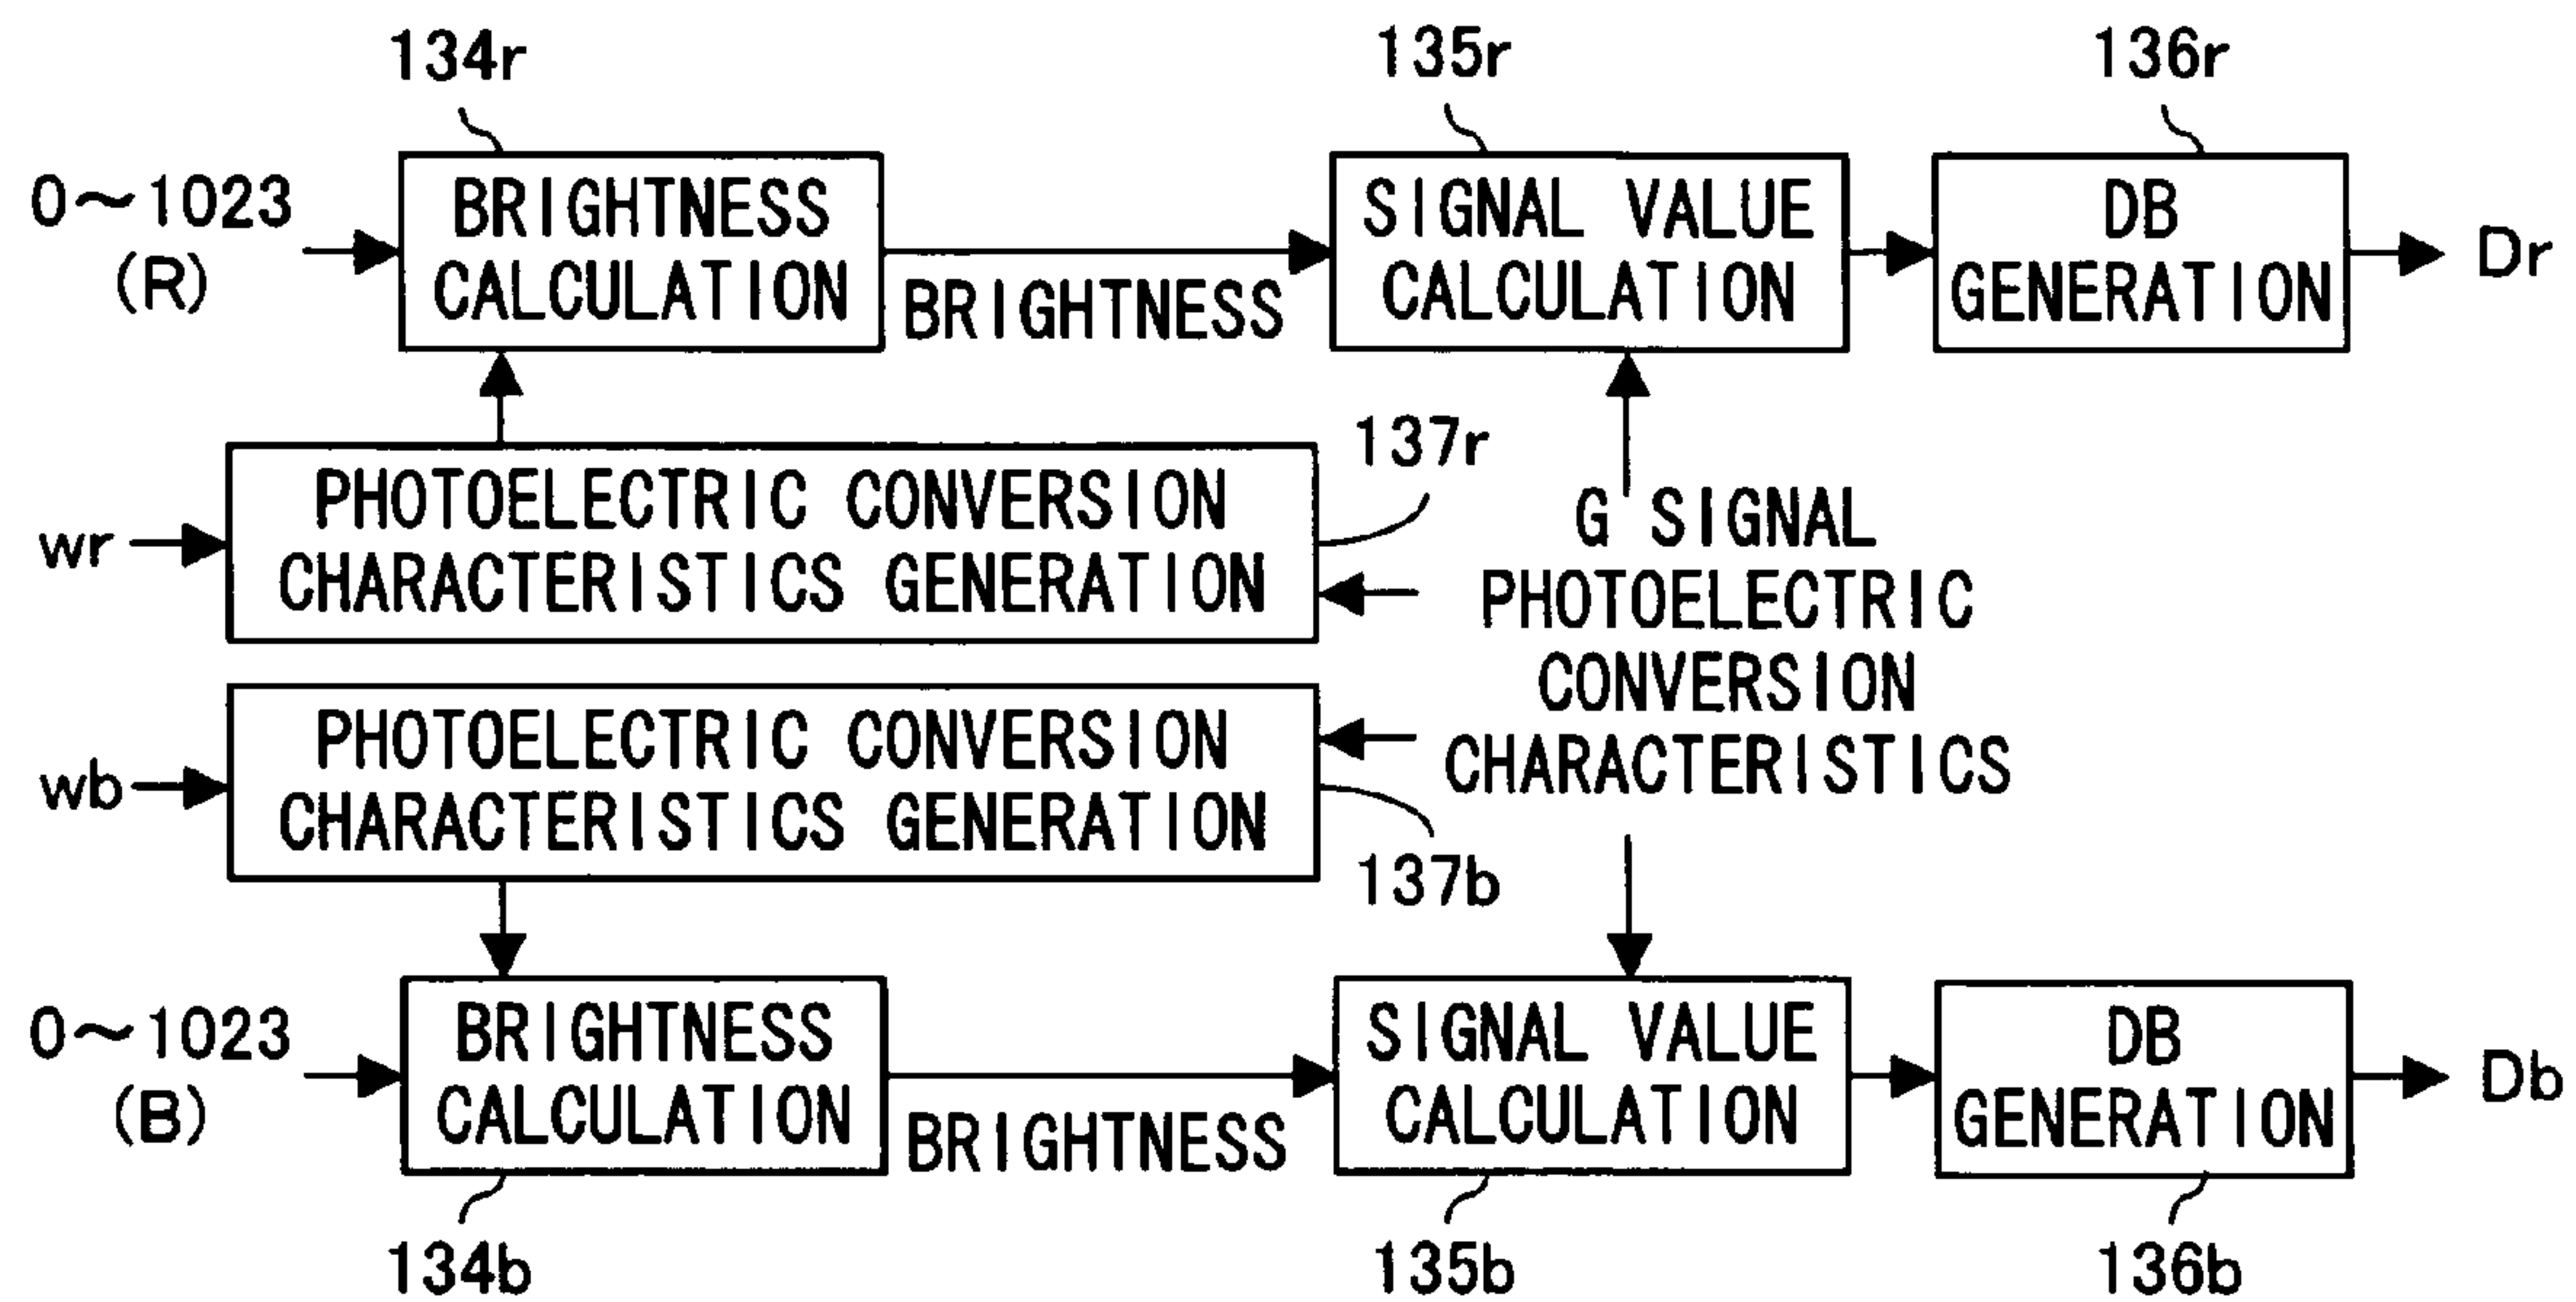 134r
135r
136r
0～1023
(R)
BRIGHTNESS
CALCULATION
BRIGHTNESS
SIGNAL VALUE
CALCULATION
DB
GENERATION
Dr
wr
PHOTOELECTRIC CONVERSION
CHARACTERISTICS GENERATION
137r
G SIGNAL
PHOTOELECTRIC
CONVERSION
CHARACTERISTICS
wb
PHOTOELECTRIC CONVERSION
CHARACTERISTICS GENERATION
137b
0～1023
(B)
BRIGHTNESS
CALCULATION
BRIGHTNESS
SIGNAL VALUE
CALCULATION
DB
GENERATION
Db
134b
135b
136b